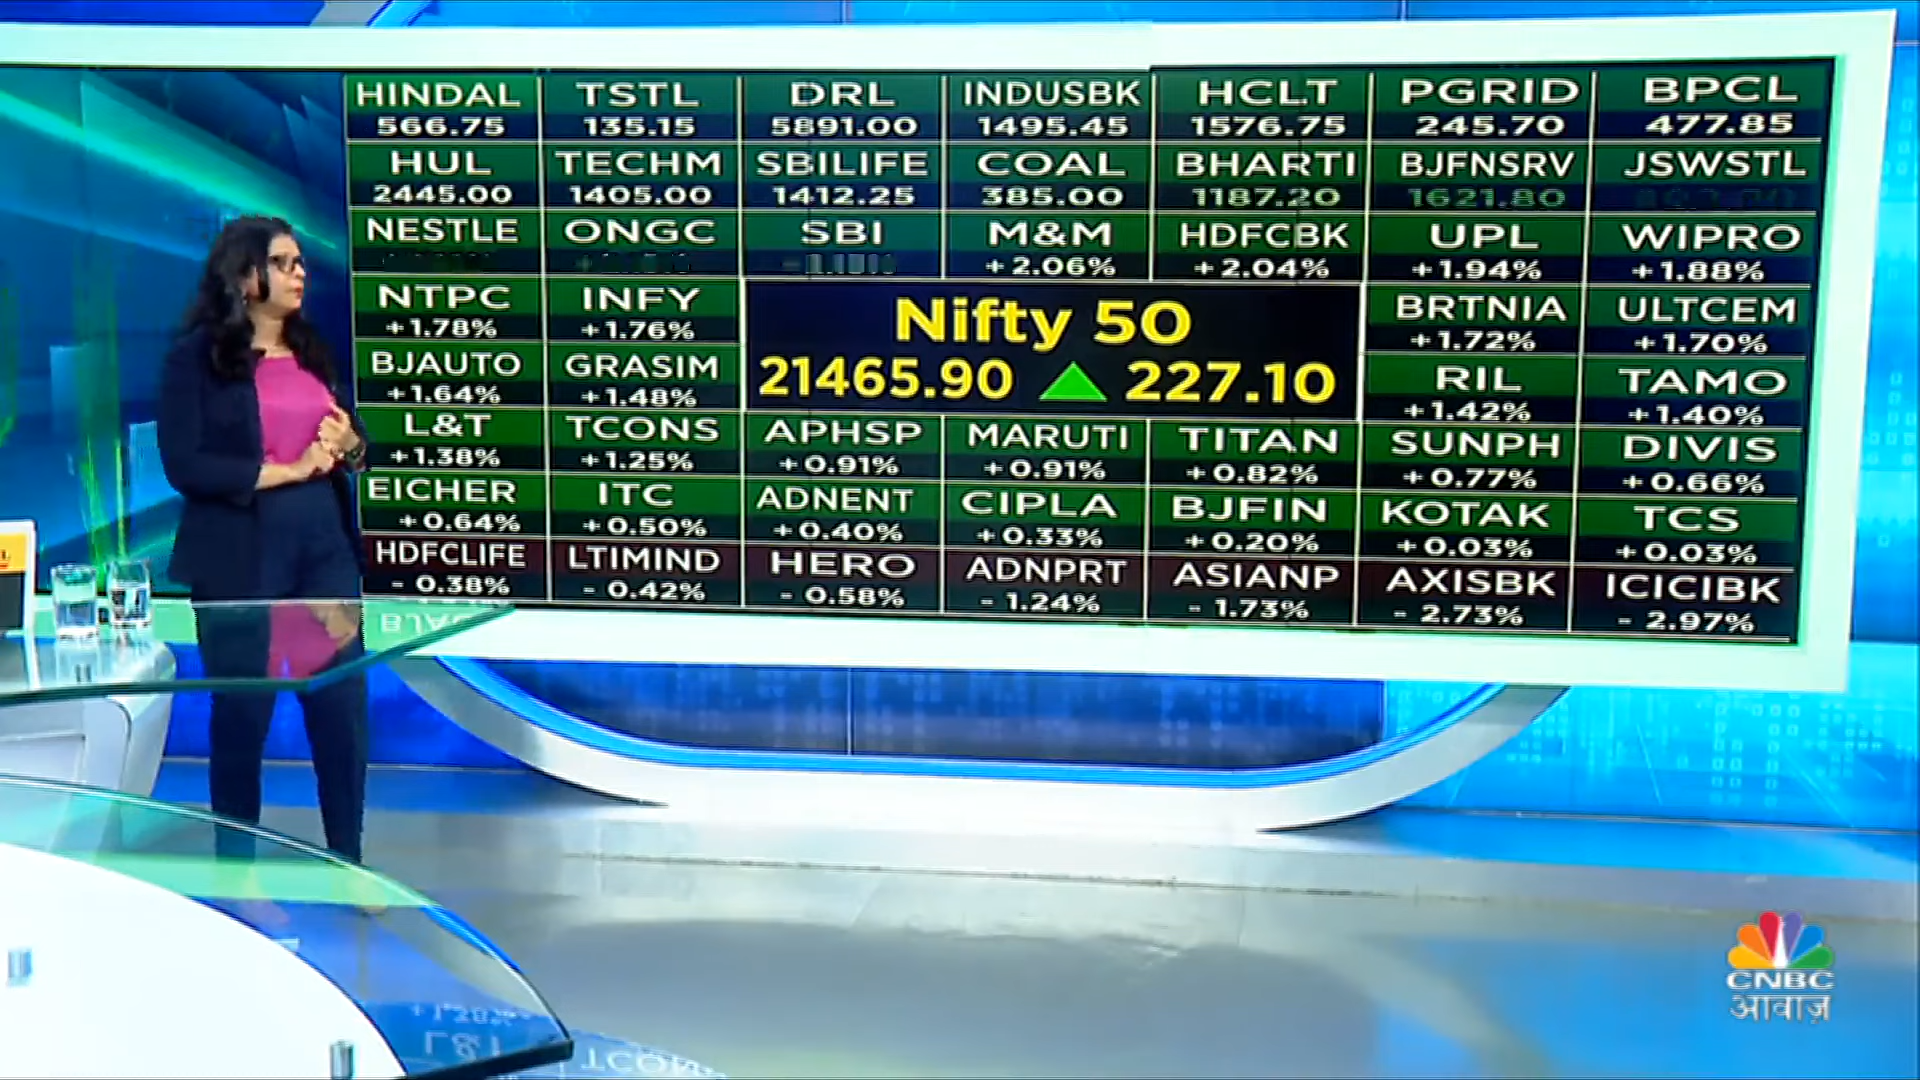 HINDAL TSTL DRL INDUSBK HCLT PGRID BPCL
566.75 135.15 5891.00 1495.45 1576.75 245.70 477.85
HUL TECHM SBILIFE COAL BHARTI BJFNSRV JSWSTL
2445.00 1405.00 1412.25 385.00 1187.20 1621.80
NESTLE ONGC SBI M&M HDFCBK UPL WIPRO
+2.06% +2.04% +1.94% +1.88%
NTPC INFY Nifty 50 BRTNIA ULTCEM
+1.78% +1.76% +1.72% +1.70%
BJAUTO GRASIM 21465.90 227.10 RIL TAMO
+1.64% +1.48% +1.42% +1.40%
L&T TCONS APHSP MARUTI TITAN SUNPH DIVIS
+1.38% +1.25% +0.91% +0.91% +0.82% +0.77% +0.66%
EICHER ITC ADNENT CIPLA BJFIN KOTAK TCS
+0.64% +0.50% +0.40% +0.33% +0.20% +0.03% +0.03%
HDFCLIFE LTIMIND HERO ADNPRT ASIANP AXISBK ICICIBK
- 0.38% - 0.42% - 0.58% - 1.24% - 1.73% - 2.73% - 2.97%
CNBC
आवाज़